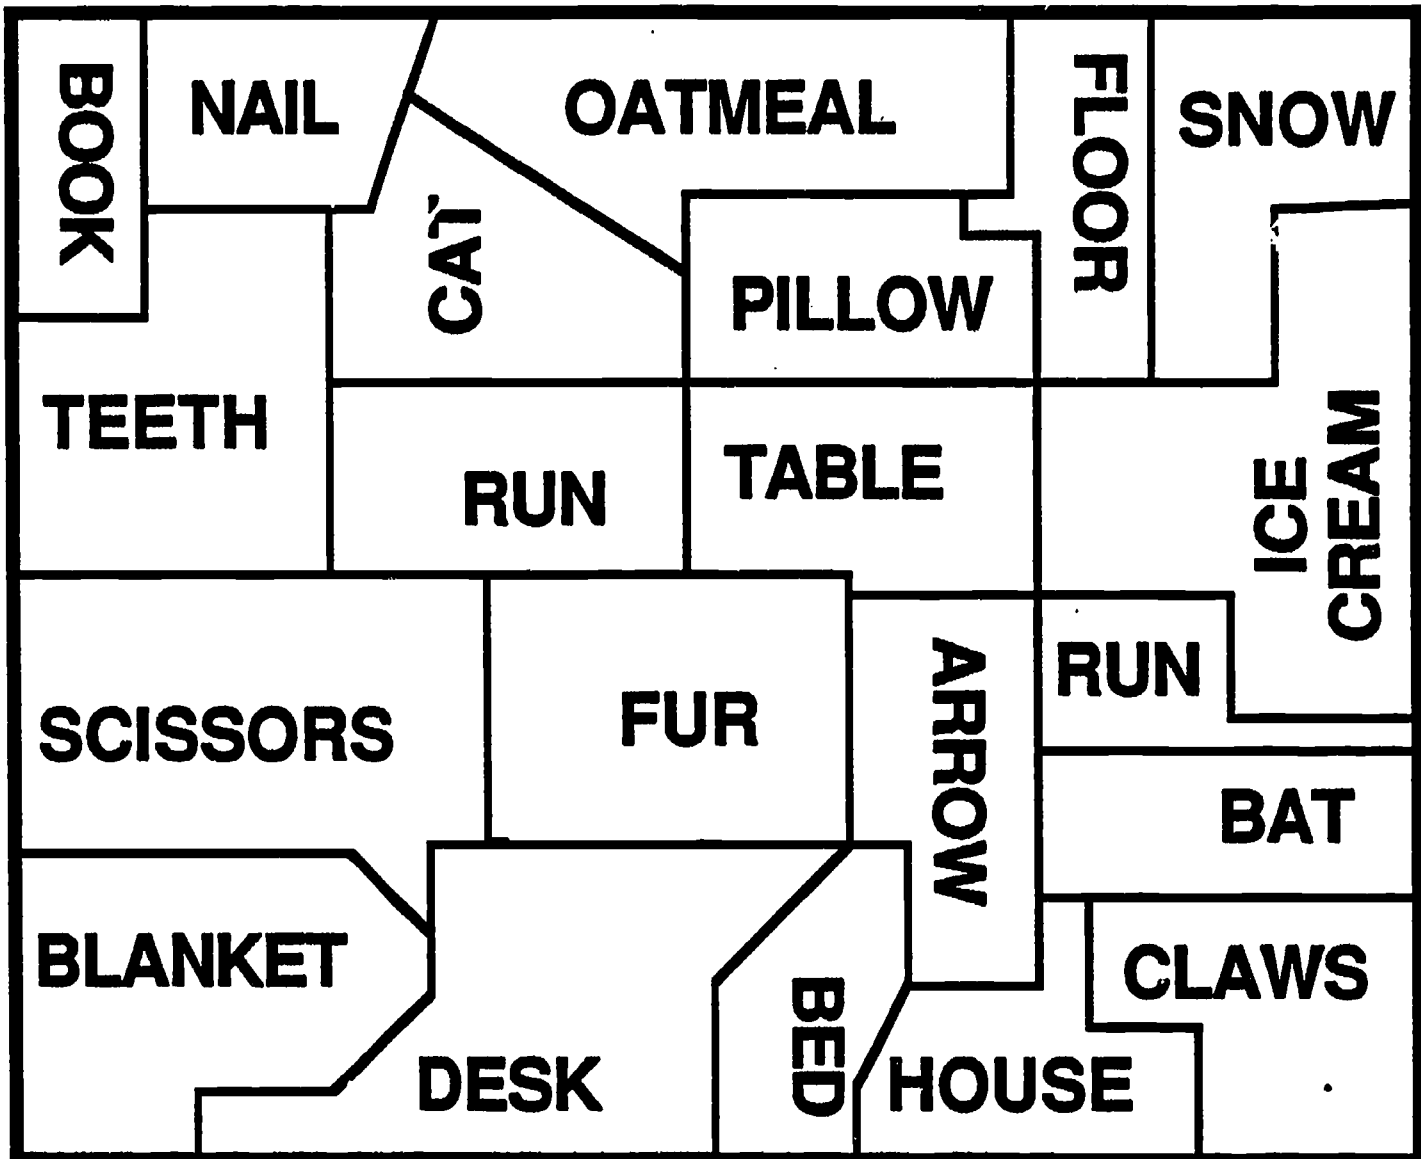 BOOK
NAIL
OATMEAL
FLOOR
SNOW
CAT
PILLOW
TEETH
RUN
TABLE
ICE
CREAM
SCISSORS
FUR
ARROW
RUN
BAT
BLANKET
DESK
BED
HOUSE
CLAWS